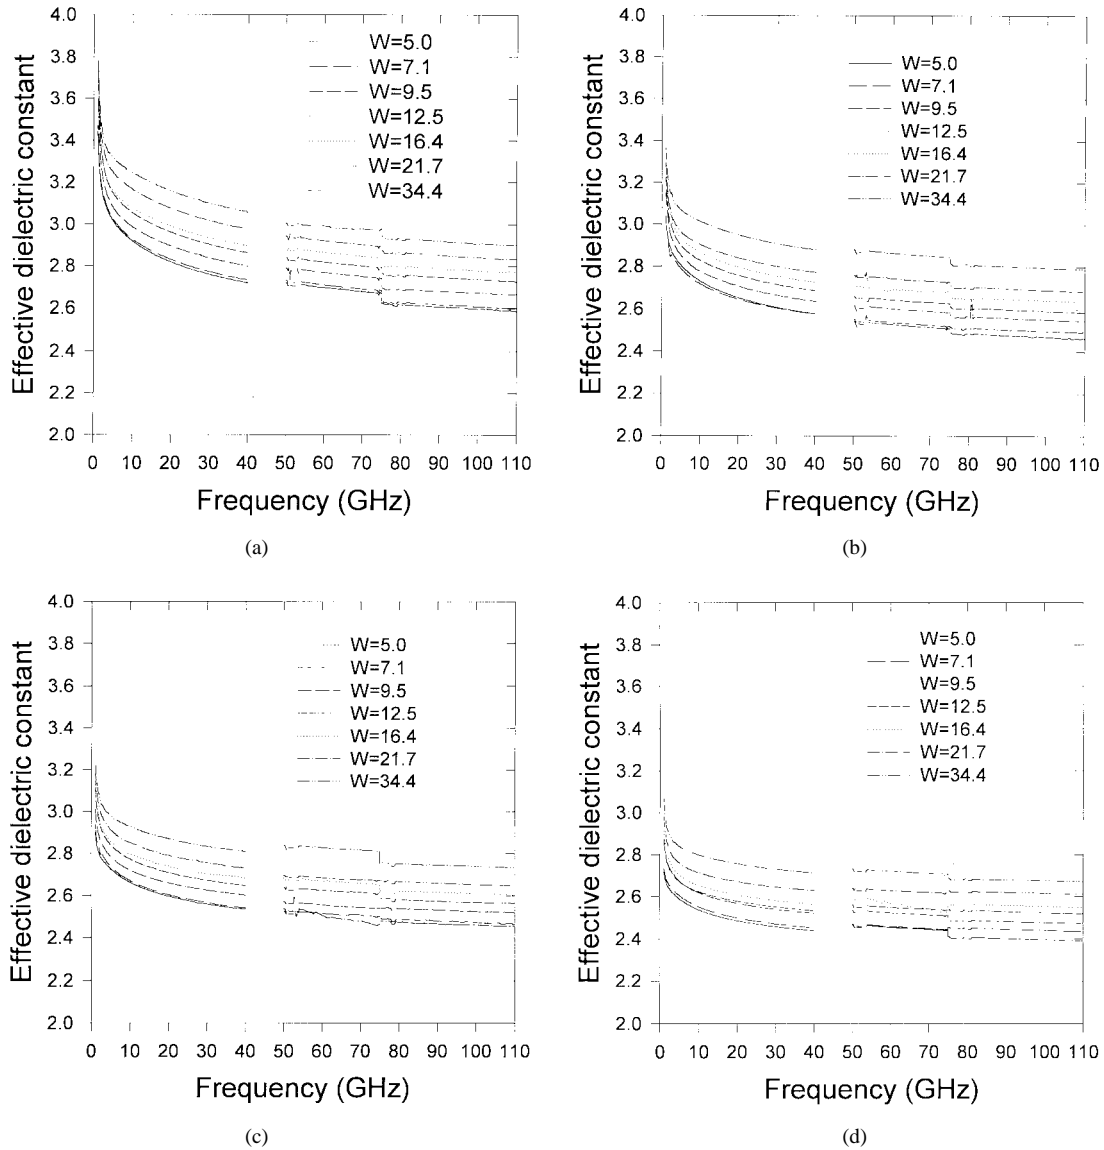 4.0
3.8
3.6
3.4
3.2
3.0
2.8
2.6
2.4
2.2
2.0
Effective dielectric constant
W=5.0
W=7.1
W=9.5
W=12.5
W=16.4
W=21.7
W=34.4
0 10 20 30 40 50 60 70 80 90 100 110
Frequency (GHz)
(a)
4.0
3.8
3.6
3.4
3.2
3.0
2.8
2.6
2.4
2.2
2.0
Effective dielectric constant
W=5.0
W=7.1
W=9.5
W=12.5
W=16.4
W=21.7
W=34.4
0 10 20 30 40 50 60 70 80 90 100 110
Frequency (GHz)
(b)
4.0
3.8
3.6
3.4
3.2
3.0
2.8
2.6
2.4
2.2
2.0
Effective dielectric constant
W=5.0
W=7.1
W=9.5
W=12.5
W=16.4
W=21.7
W=34.4
0 10 20 30 40 50 60 70 80 90 100 110
Frequency (GHz)
(c)
4.0
3.8
3.6
3.4
3.2
3.0
2.8
2.6
2.4
2.2
2.0
Effective dielectric constant
W=5.0
W=7.1
W=9.5
W=12.5
W=16.4
W=21.7
W=34.4
0 10 20 30 40 50 60 70 80 90 100 110
Frequency (GHz)
(d)